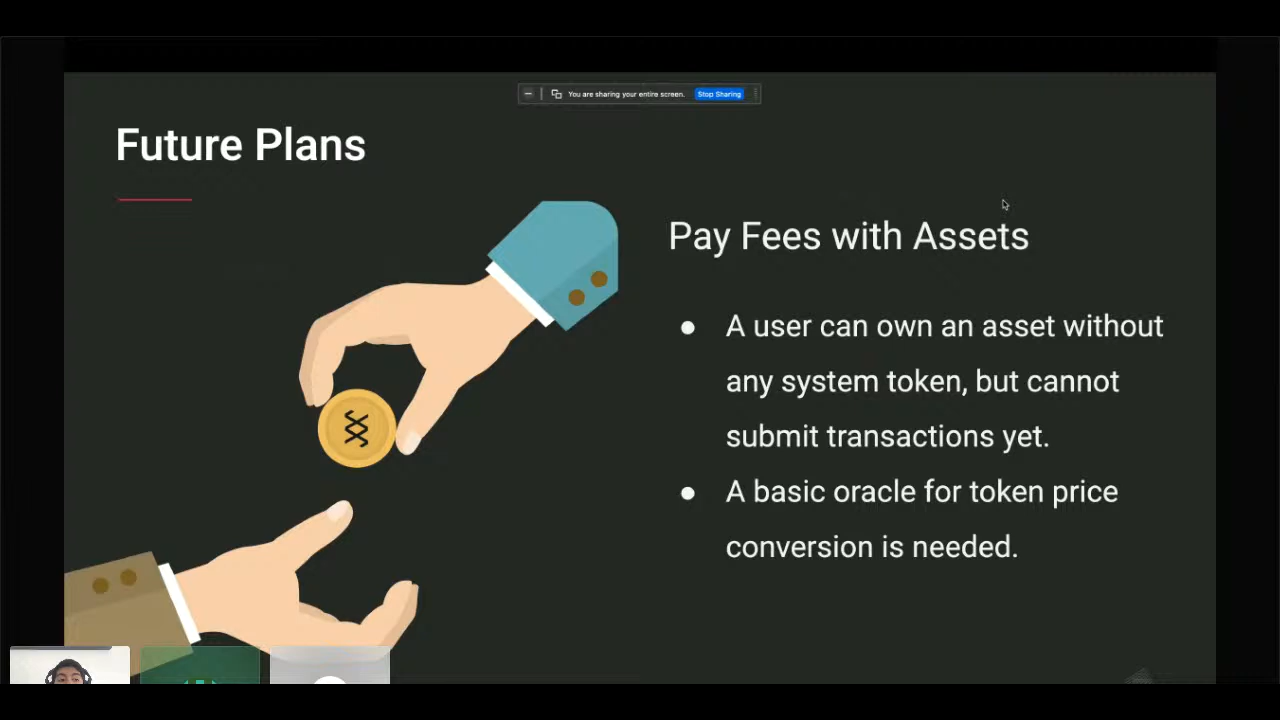 You are sharing your entire screen. Stop Sharing
Future Plans
Pay Fees with Assets
● A user can own an asset without
any system token, but cannot
submit transactions yet.
● A basic oracle for token price
conversion is needed.